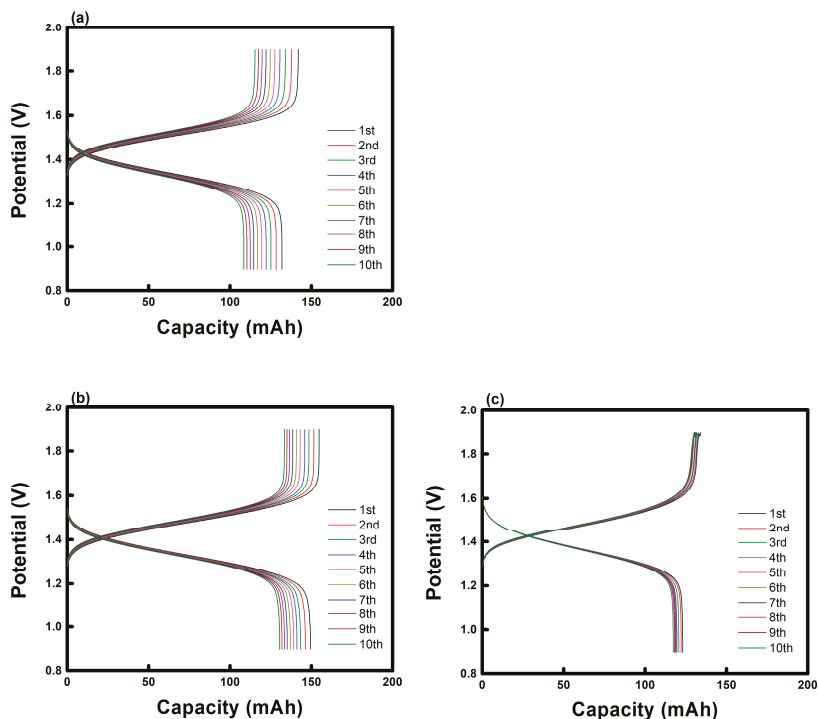 (a)
2.0
1.8
1.6
1.4
1.2
1.0
0.8
Potential (V)
1st
2nd
3rd
4th
5th
6th
7th
8th
9th
10th
0 50 100 150 200
Capacity (mAh)
(b)
2.0
1.8
1.6
1.4
1.2
1.0
0.8
Potential (V)
1st
2nd
3rd
4th
5th
6th
7th
8th
9th
10th
0 50 100 150 200
Capacity (mAh)
(c)
2.0
1.8
1.6
1.4
1.2
1.0
0.8
Potential (V)
1st
2nd
3rd
4th
5th
6th
7th
8th
9th
10th
0 50 100 150 200
Capacity (mAh)